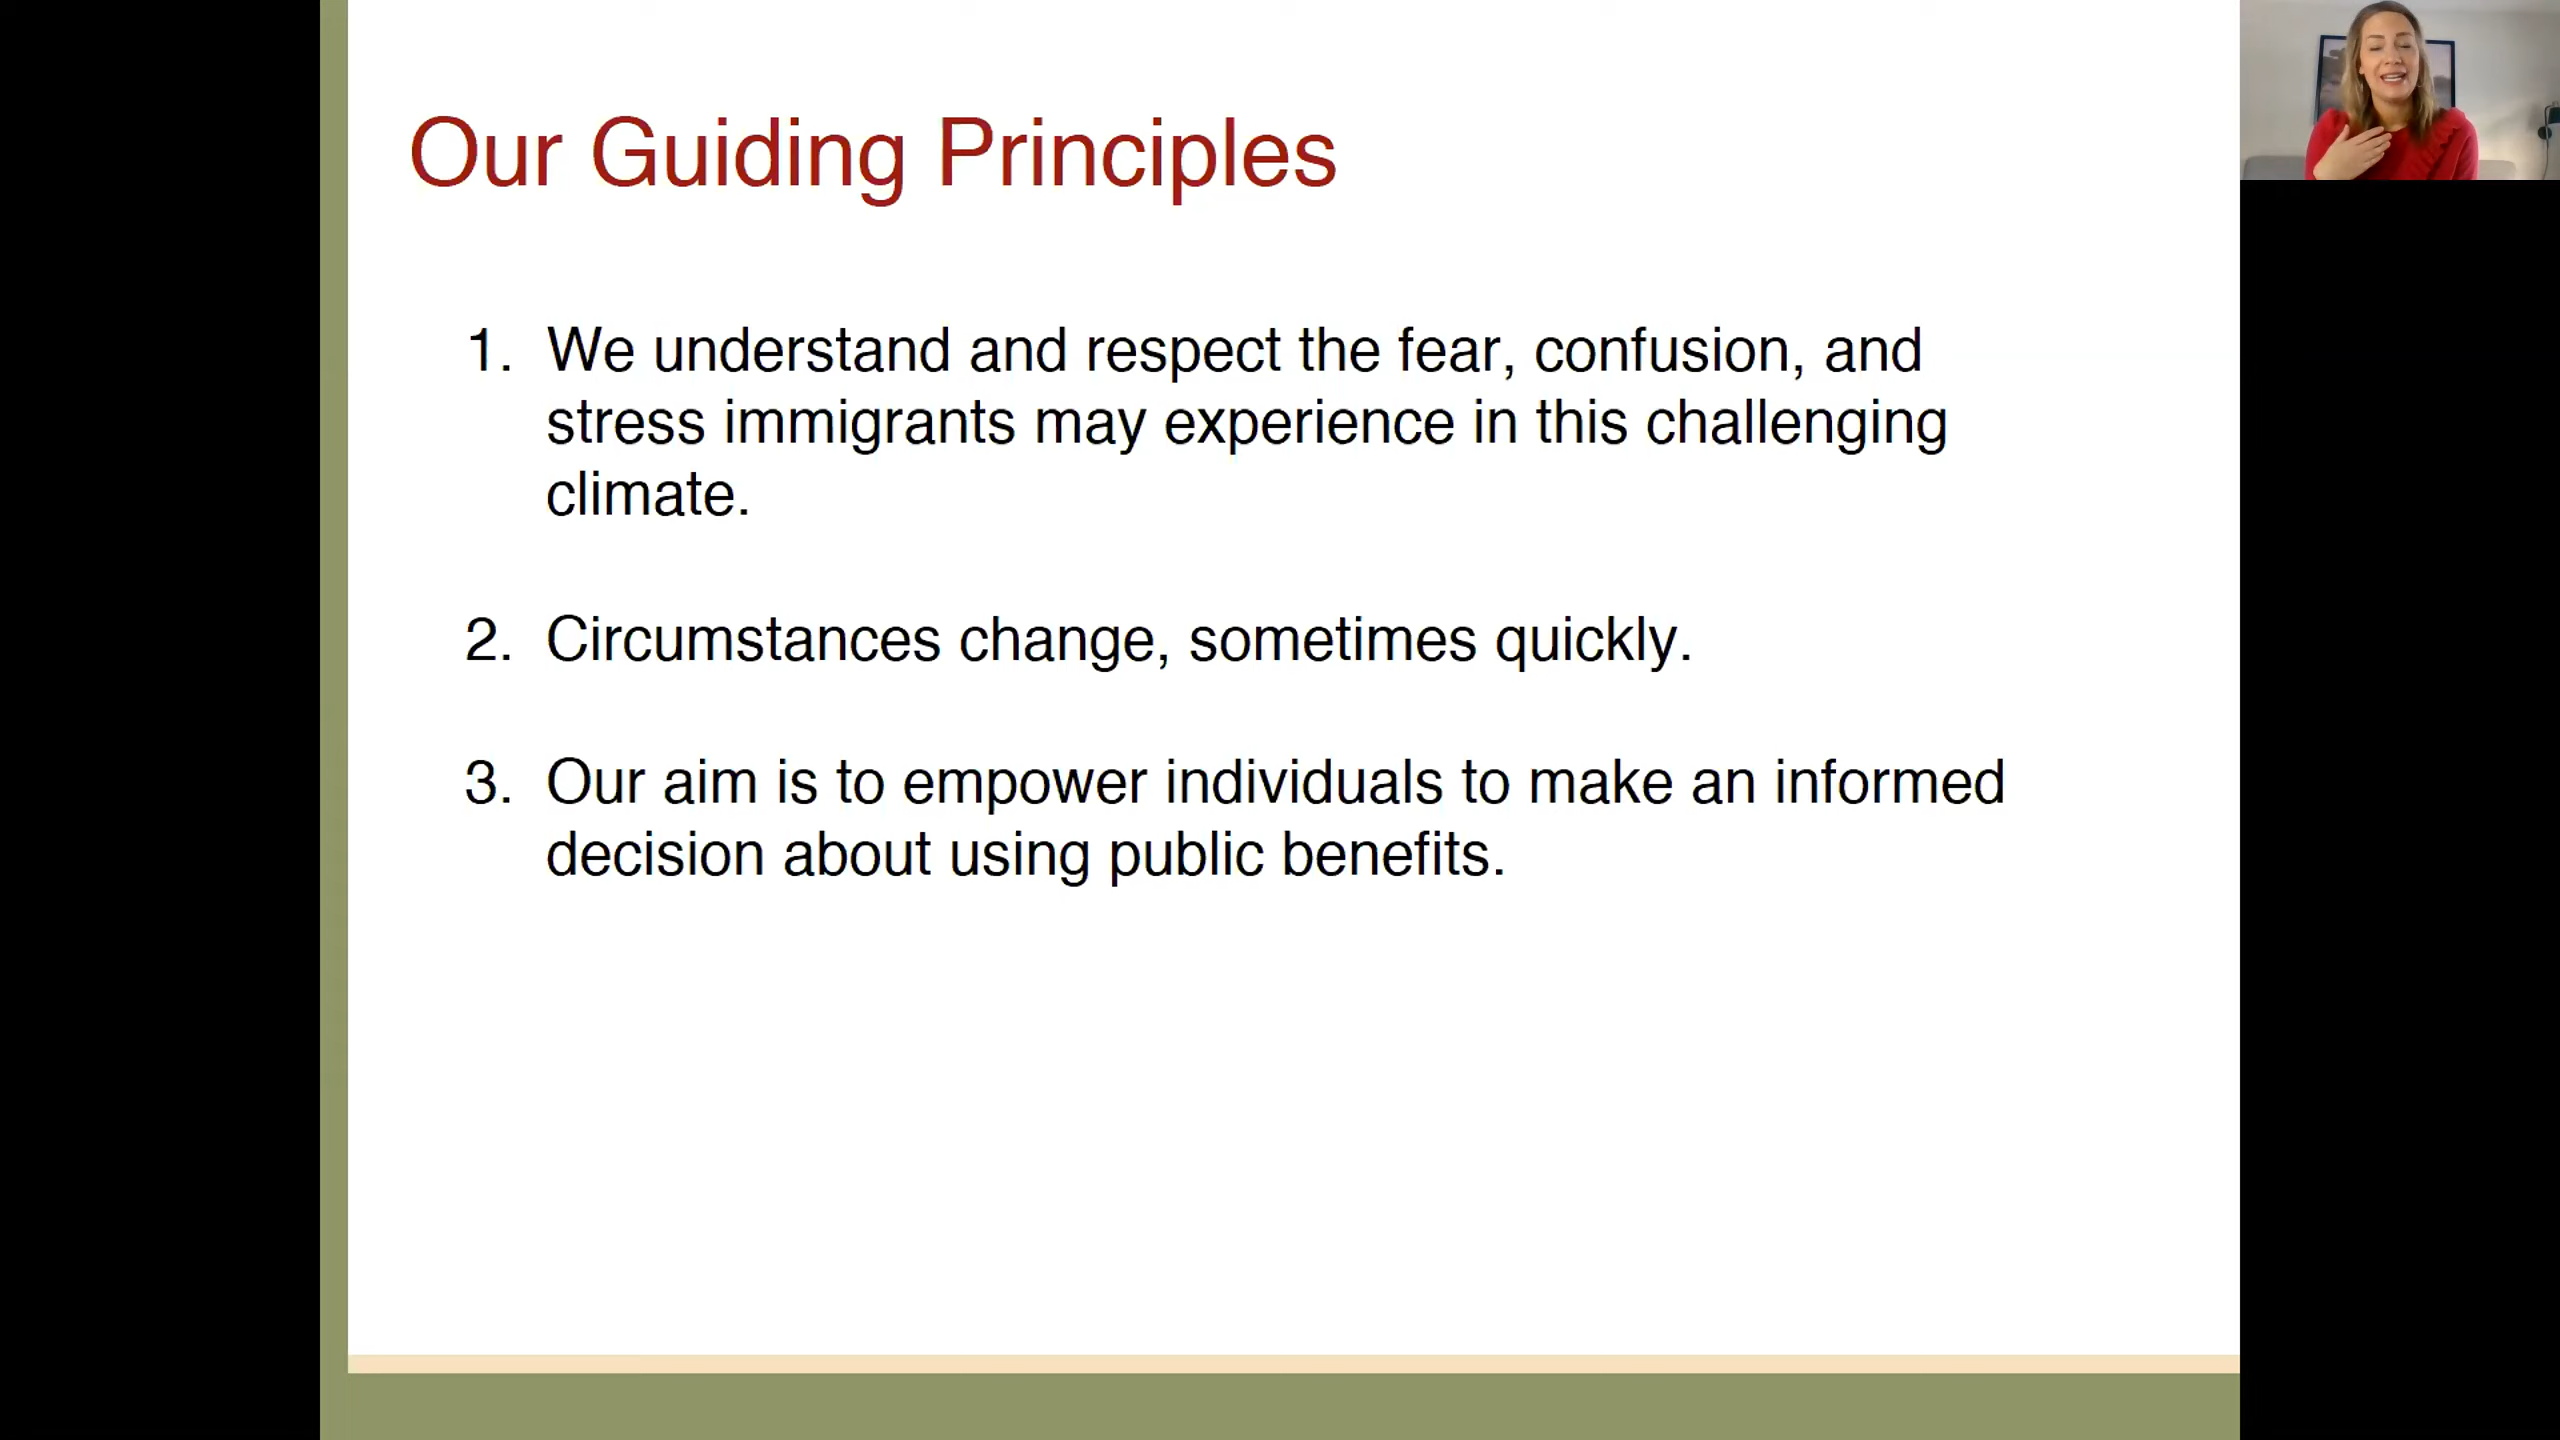 Our Guiding Principles
1. We understand and respect the fear, confusion, and
stress immigrants may experience in this challenging
climate.
2. Circumstances change, sometimes quickly.
3. Our aim is to empower individuals to make an informed
decision about using public benefits.